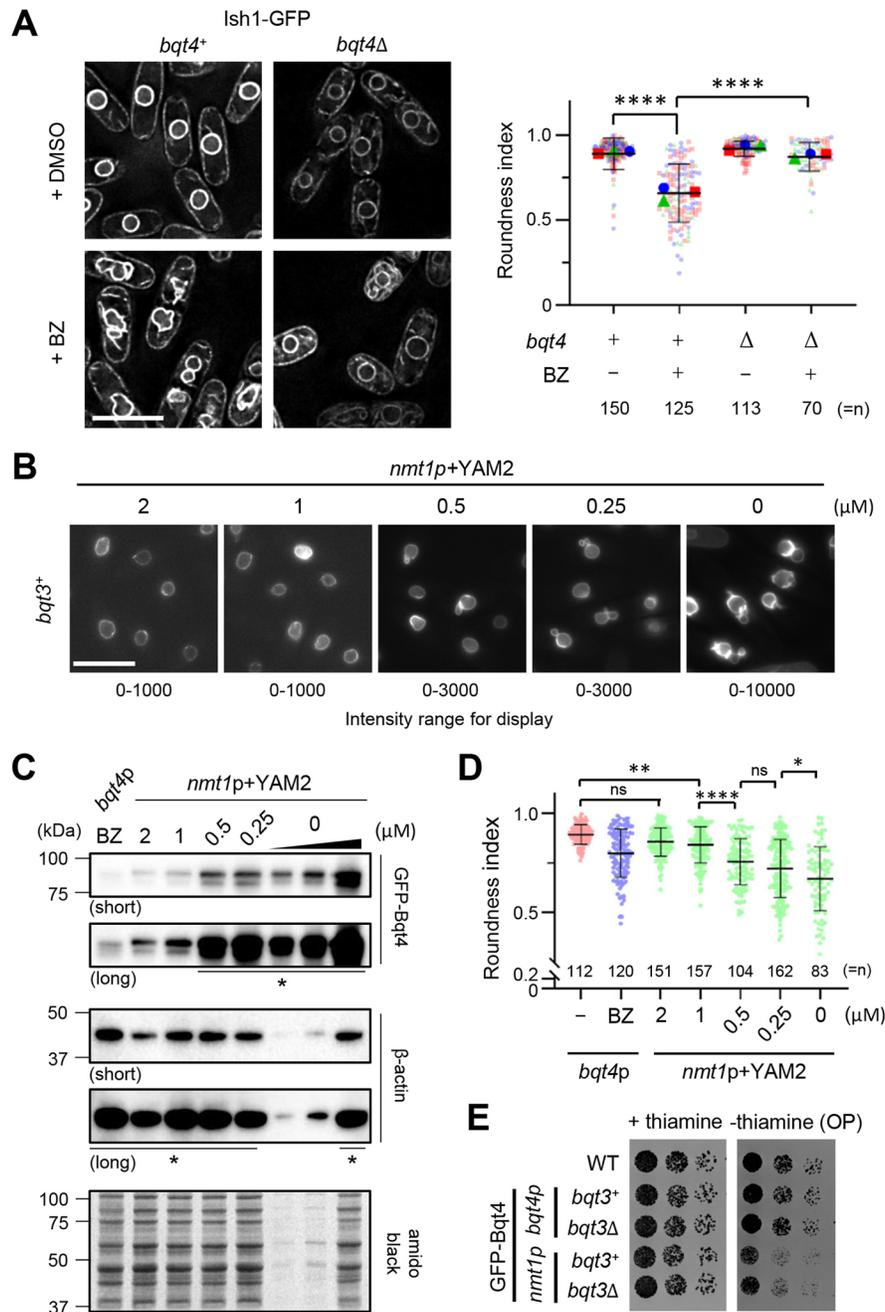 A
Ish1-GFP
bqt4+ bqt4Δ
+ DMSO
+ BZ
Roundness index
**** ****
1.0
0.5
0
bqt4 + + Δ Δ
BZ − + − +
150 125 113 70 (=n)
B
nmt1p+YAM2
2 1 0.5 0.25 0 (μM)
bqt3+
0-1000 0-1000 0-3000 0-3000 0-10000
Intensity range for display
C
bqt4p nmt1p+YAM2
(kDa) BZ 2 1 0.5 0.25 0 (μM)
100
75
(short)
(long)
*
GFP-Bqt4
50
37
(short)
(long) * *
β-actin
100
75
50
37
amido black
D
Roundness index
** ns **** ns *
1.0
0.5
0.2
0
112 120 151 157 104 162 83 (=n)
− BZ 2 1 0.5 0.25 0 (μM)
bqt4p nmt1p+YAM2
E
+ thiamine -thiamine (OP)
WT
GFP-Bqt4
bqt4p
bqt3+
bqt3Δ
nmt1p
bqt3+
bqt3Δ